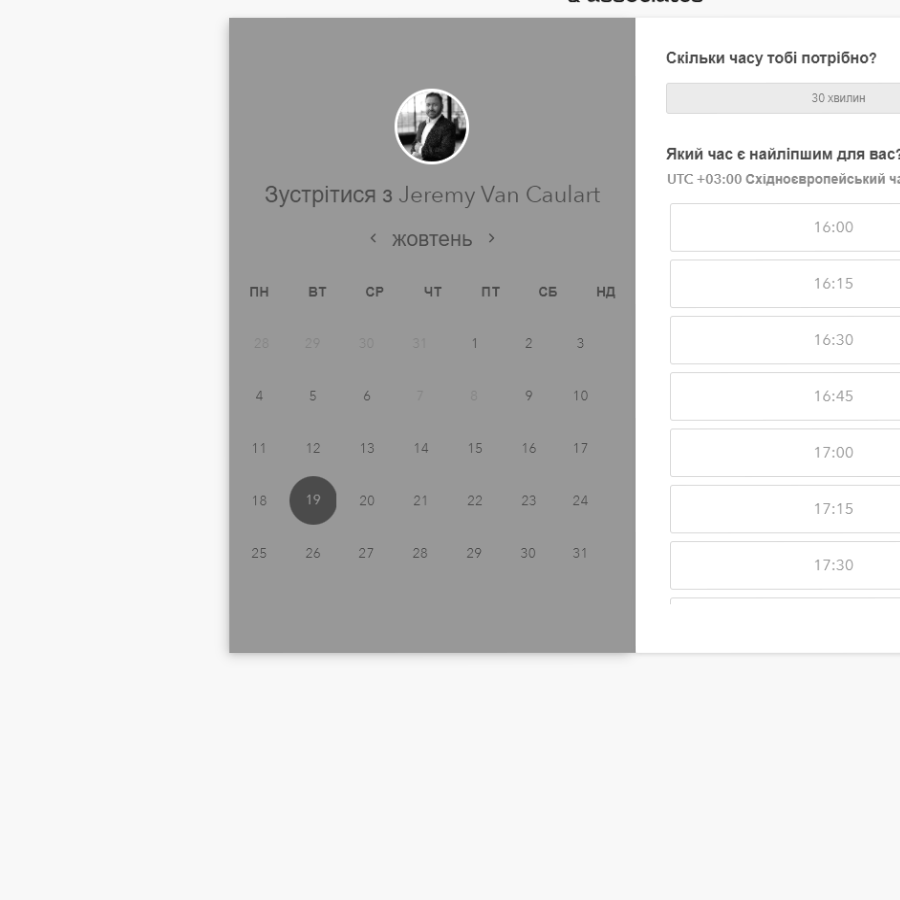 & associates
Зустрітися з Jeremy Van Caulart
‹ жовтень ›
ПН ВТ СР ЧТ ПТ СБ НД
28 29 30 31 1 2 3
4 5 6 7 8 9 10
11 12 13 14 15 16 17
18 19 20 21 22 23 24
25 26 27 28 29 30 31
Скільки часу тобі потрібно?
30 хвилин
Який час є найліпшим для вас?
UTC +03:00 Східноєвропейський ча
16:00
16:15
16:30
16:45
17:00
17:15
17:30